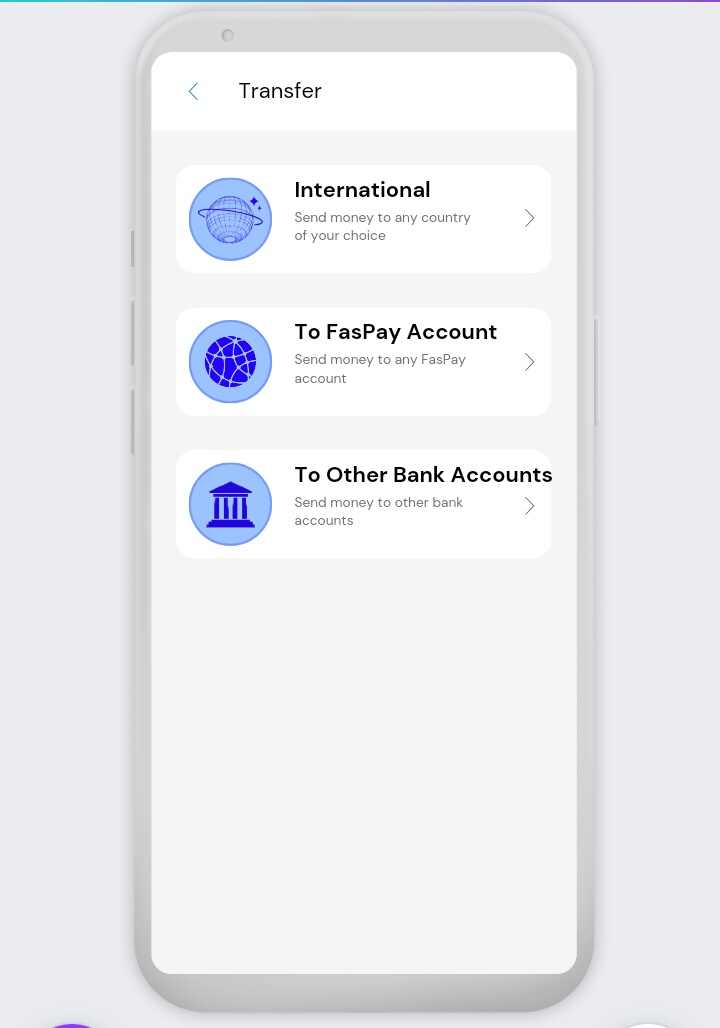 Transfer
International
Send money to any country
of your choice
To FasPay Account
Send money to any FasPay
account
To Other Bank Accounts
Send money to other bank
accounts